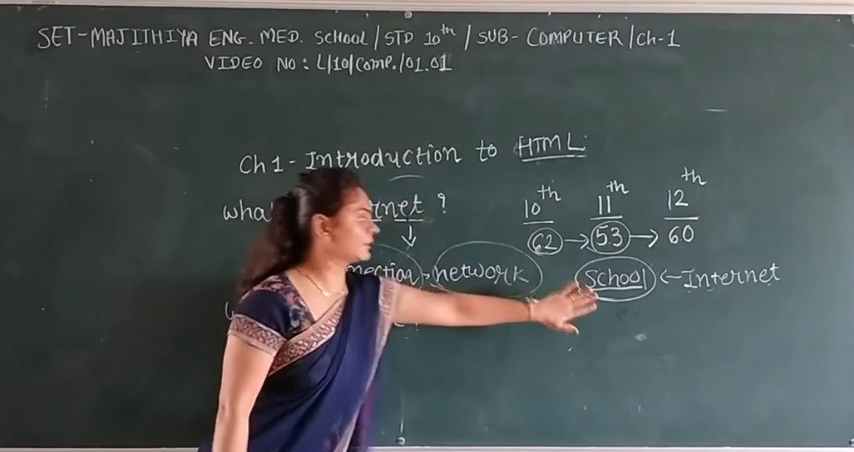 SET-MAJITHIYA ENG. MED. SCHOOL / STD 10th / SUB-COMPUTER / Ch-1
VIDEO NO: L/10/Comp./01.01
Ch 1 - Introduction to HTML
?
10th 11th 12th
62 → 53 → 60
network
School ← Internet